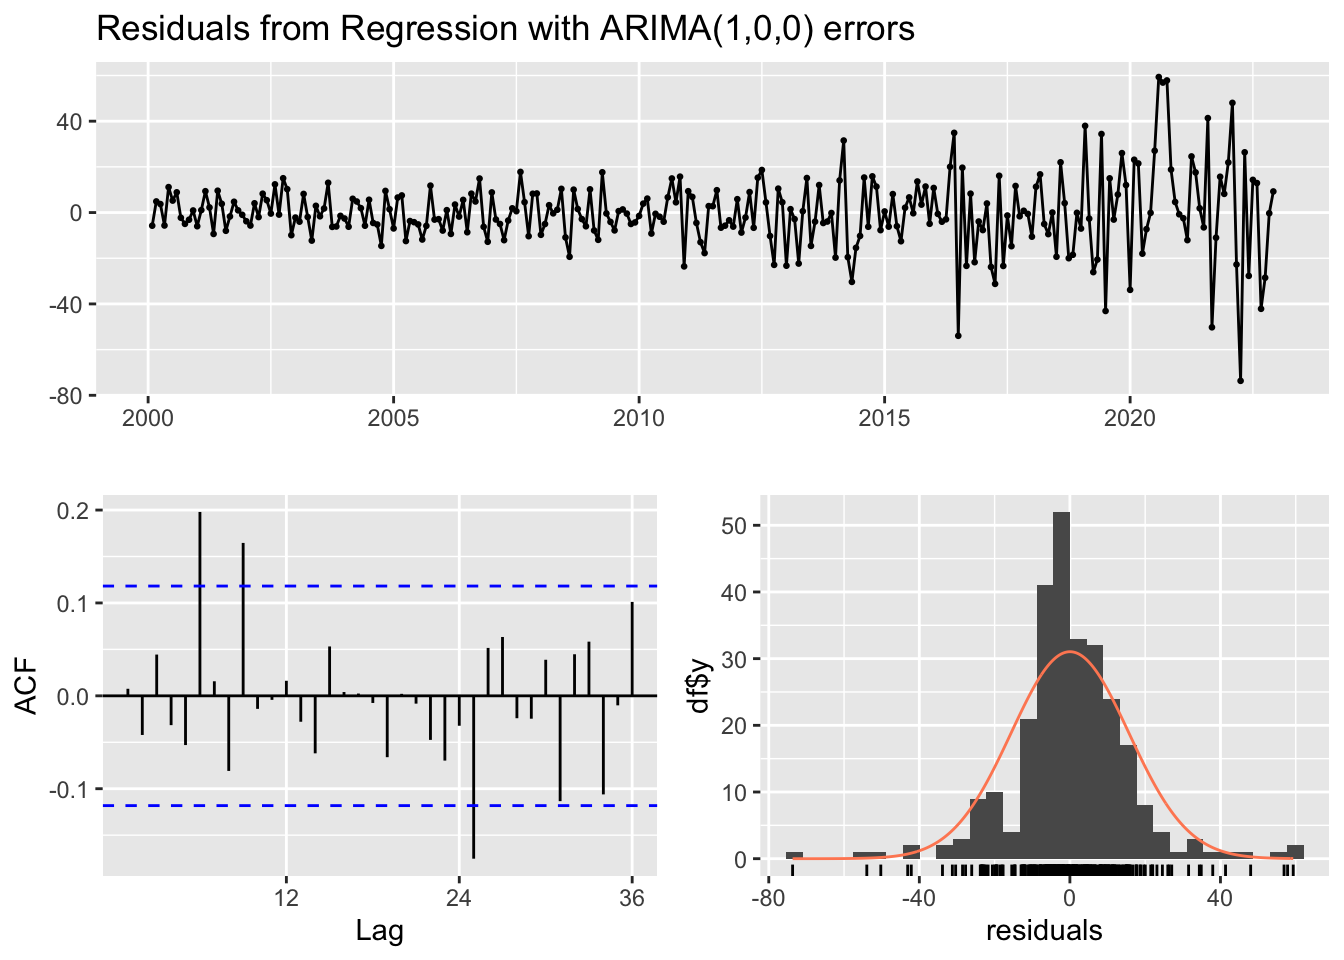 Residuals from Regression with ARIMA(1,0,0) errors
40
0
-40
-80
2000 2005 2010 2015 2020
0.2
0.1
0.0
-0.1
ACF
12 24 36
Lag
50
40
30
20
10
0
df$y
-80 -40 0 40
residuals